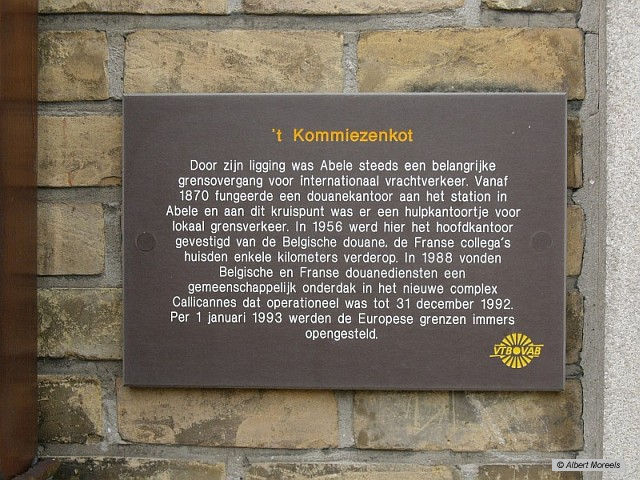 't Kommiezenkot
Door zijn ligging was Abele steeds een belangrijke
grensovergang voor internationaal vrachtverkeer. Vanaf
1870 fungeerde een douanekantoor aan het station in
Abele en aan dit kruispunt was er een hulpkantoortje voor
lokaal grensverkeer. In 1956 werd hier het hoofdkantoor
gevestigd van de Belgische douane, de Franse collega's
huisden enkele kilometers verderop. In 1988 vonden
Belgische en Franse douanediensten een
gemeenschappelijk onderdak in het nieuwe complex
Callicannes dat operationeel was tot 31 december 1992.
Per 1 januari 1993 werden de Europese grenzen immers
opengesteld.
VTB VAB
© Albert Moreels